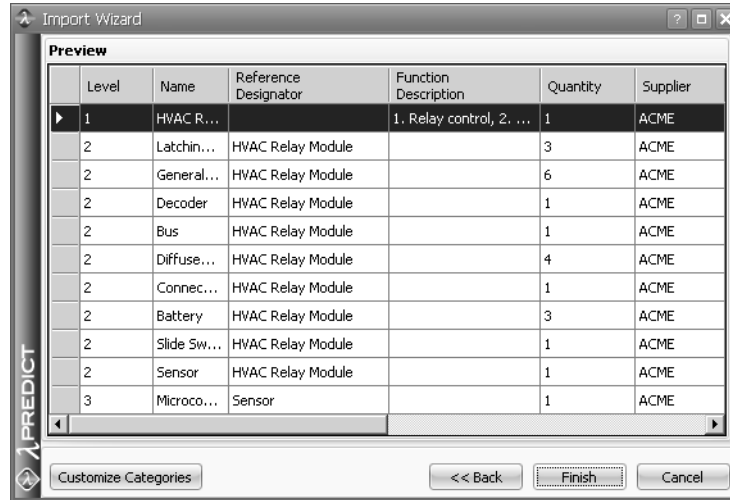 Import Wizard
Preview
Level Name Reference Designator Function Description Quantity Supplier
1 HVAC R... 1. Relay control, 2. ... 1 ACME
2 Latchin... HVAC Relay Module 3 ACME
2 General... HVAC Relay Module 6 ACME
2 Decoder HVAC Relay Module 1 ACME
2 Bus HVAC Relay Module 1 ACME
2 Diffuse... HVAC Relay Module 4 ACME
2 Connec... HVAC Relay Module 1 ACME
2 Battery HVAC Relay Module 3 ACME
2 Slide Sw... HVAC Relay Module 1 ACME
2 Sensor HVAC Relay Module 1 ACME
3 Microco... Sensor 1 ACME
λ PREDICT
Customize Categories << Back Finish Cancel